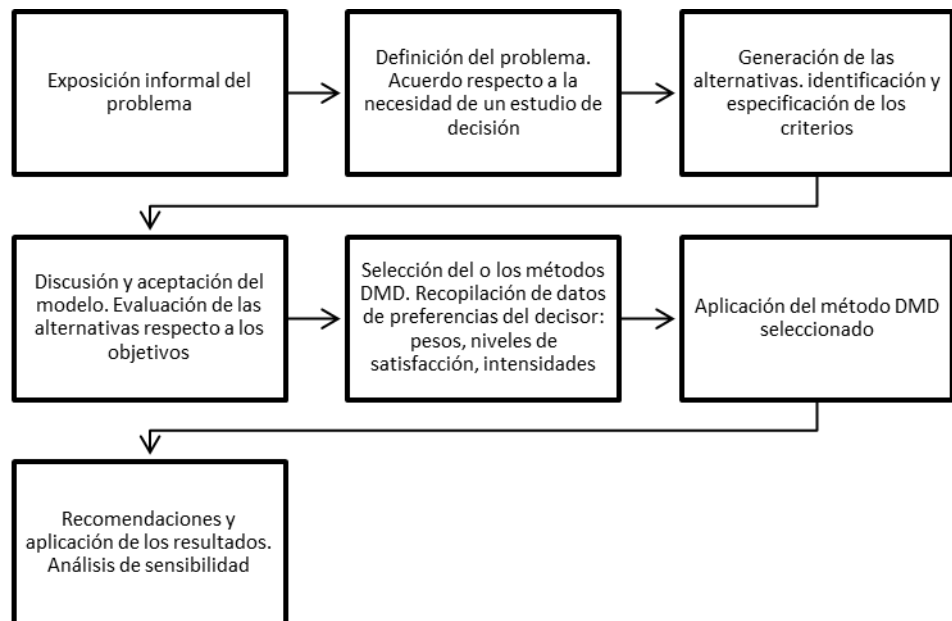 Exposición informal del
problema
Definición del problema.
Acuerdo respecto a la
necesidad de un estudio de
decisión
Generación de las
alternativas. identificación y
especificación de los
criterios
Discusión y aceptación del
modelo. Evaluación de las
alternativas respecto a los
objetivos
Selección del o los métodos
DMD. Recopilación de datos
de preferencias del decisor:
pesos, niveles de
satisfacción, intensidades
Aplicación del método DMD
seleccionado
Recomendaciones y
aplicación de los resultados.
Análisis de sensibilidad